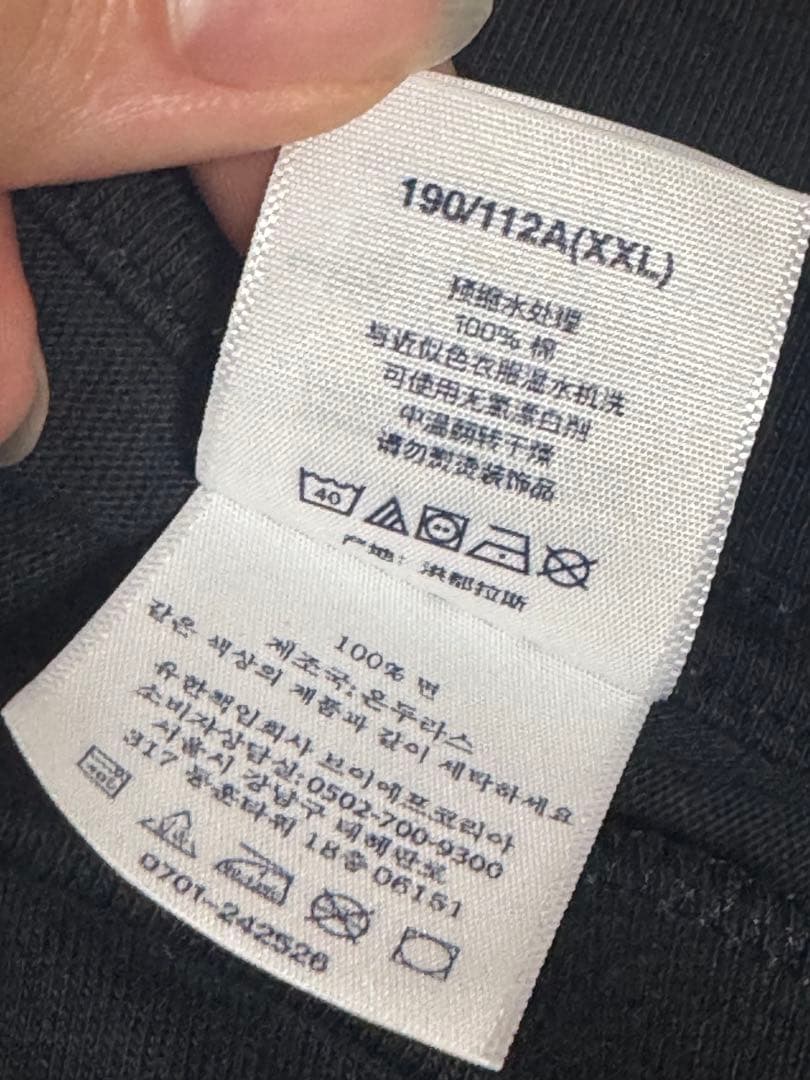 190/112A(XXL)
预缩水处理
100% 棉
与近似色衣服温水机洗
可使用无氯漂白剂
中温翻转干燥
请勿熨烫装饰品
40
产地：洪都拉斯
100% 면
제조국: 온두라스
같은 색상의 제품과 같이 세탁하세요
유한책임회사 브이에프코리아
소비자상담실:0502-700-9300
서울시 강남구 테헤란로
317 동훈타워 18층 06151
0701-242526